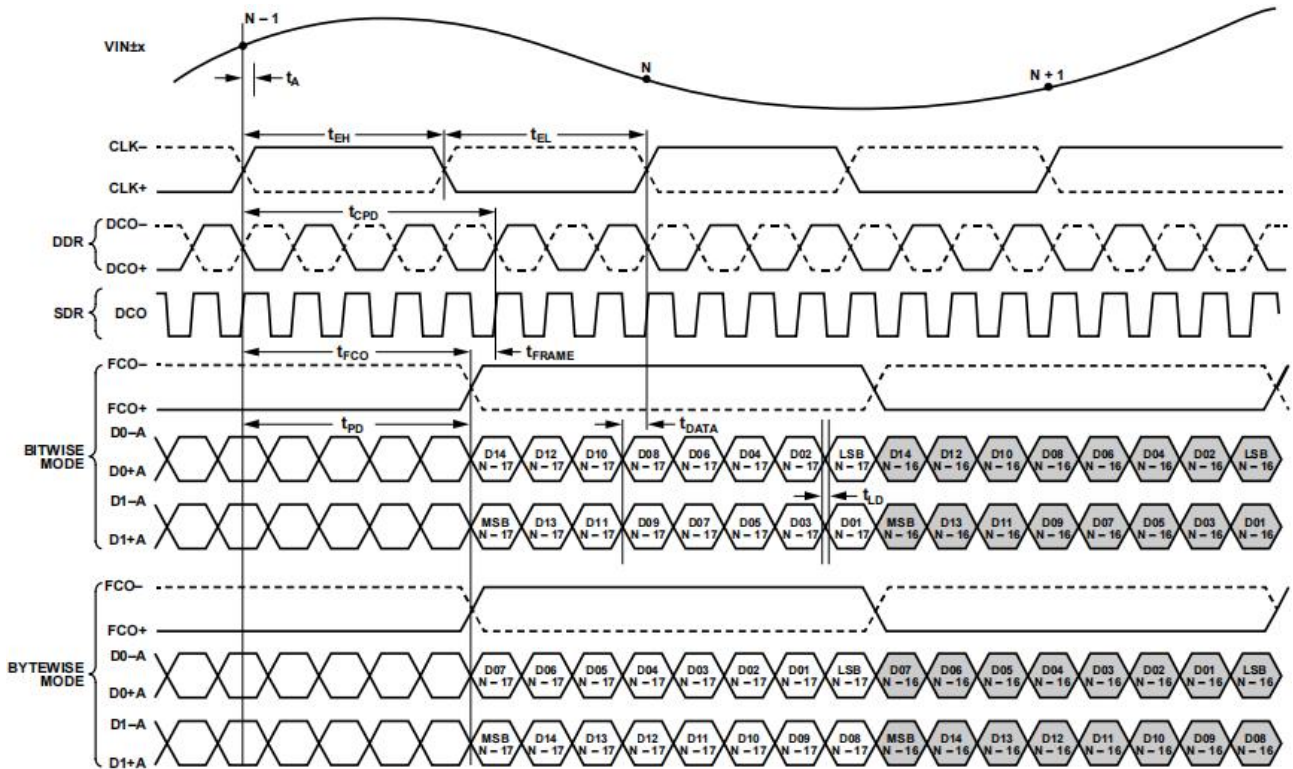 N – 1
VIN±x
tA
N
N + 1
tEH
tEL
CLK–
CLK+
tCPD
DDR
DCO–
DCO+
SDR
DCO
tFCO
tFRAME
FCO–
FCO+
BITWISE
MODE
tPD
tDATA
D0–A
D14 D12 D10 D08 D06 D04 D02 LSB D14 D12 D10 D08 D06 D04 D02 LSB
N – 17 N – 17 N – 17 N – 17 N – 17 N – 17 N – 17 N – 17 N – 16 N – 16 N – 16 N – 16 N – 16 N – 16 N – 16 N – 16
D0+A
tLD
D1–A
MSB D13 D11 D09 D07 D05 D03 D01 MSB D13 D11 D09 D07 D05 D03 D01
N – 17 N – 17 N – 17 N – 17 N – 17 N – 17 N – 17 N – 17 N – 16 N – 16 N – 16 N – 16 N – 16 N – 16 N – 16 N – 16
D1+A
FCO–
FCO+
BYTEWISE
MODE
D0–A
D07 D06 D05 D04 D03 D02 D01 LSB D07 D06 D05 D04 D03 D02 D01 LSB
N – 17 N – 17 N – 17 N – 17 N – 17 N – 17 N – 17 N – 17 N – 16 N – 16 N – 16 N – 16 N – 16 N – 16 N – 16 N – 16
D0+A
D1–A
MSB D14 D13 D12 D11 D10 D09 D08 MSB D14 D13 D12 D11 D10 D09 D08
N – 17 N – 17 N – 17 N – 17 N – 17 N – 17 N – 17 N – 17 N – 16 N – 16 N – 16 N – 16 N – 16 N – 16 N – 16 N – 16
D1+A